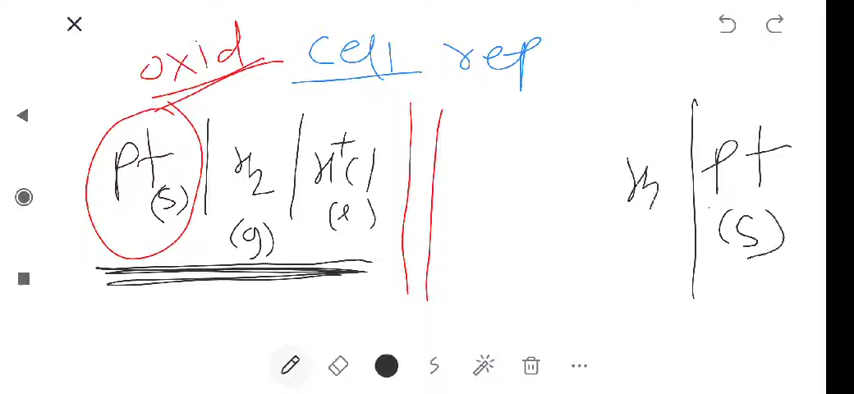 oxid cell rep
Pt | H2 | H+( ) || H | Pt
(s) (g) (l) (s)